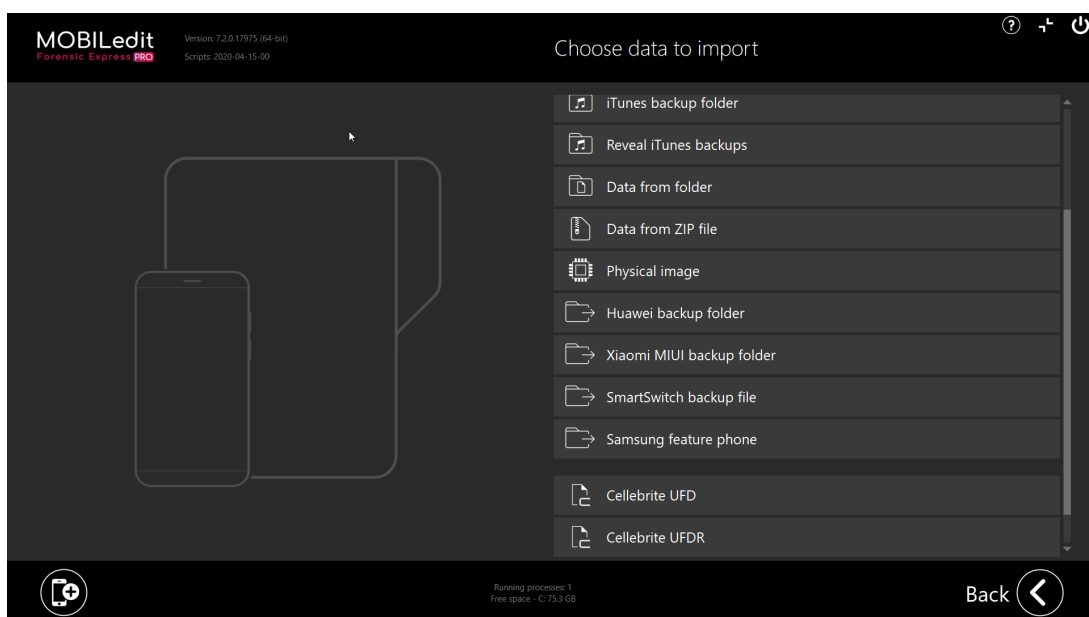 MOBILedit
Forensic Express PRO
Version: 7.2.0.17975 (64-bit)
Scripts: 2020-04-15-00
Choose data to import
?
iTunes backup folder
Reveal iTunes backups
Data from folder
Data from ZIP file
Physical image
Huawei backup folder
Xiaomi MIUI backup folder
SmartSwitch backup file
Samsung feature phone
Cellebrite UFD
Cellebrite UFDR
Running processes: 1
Free space - C: 75.3 GB
Back